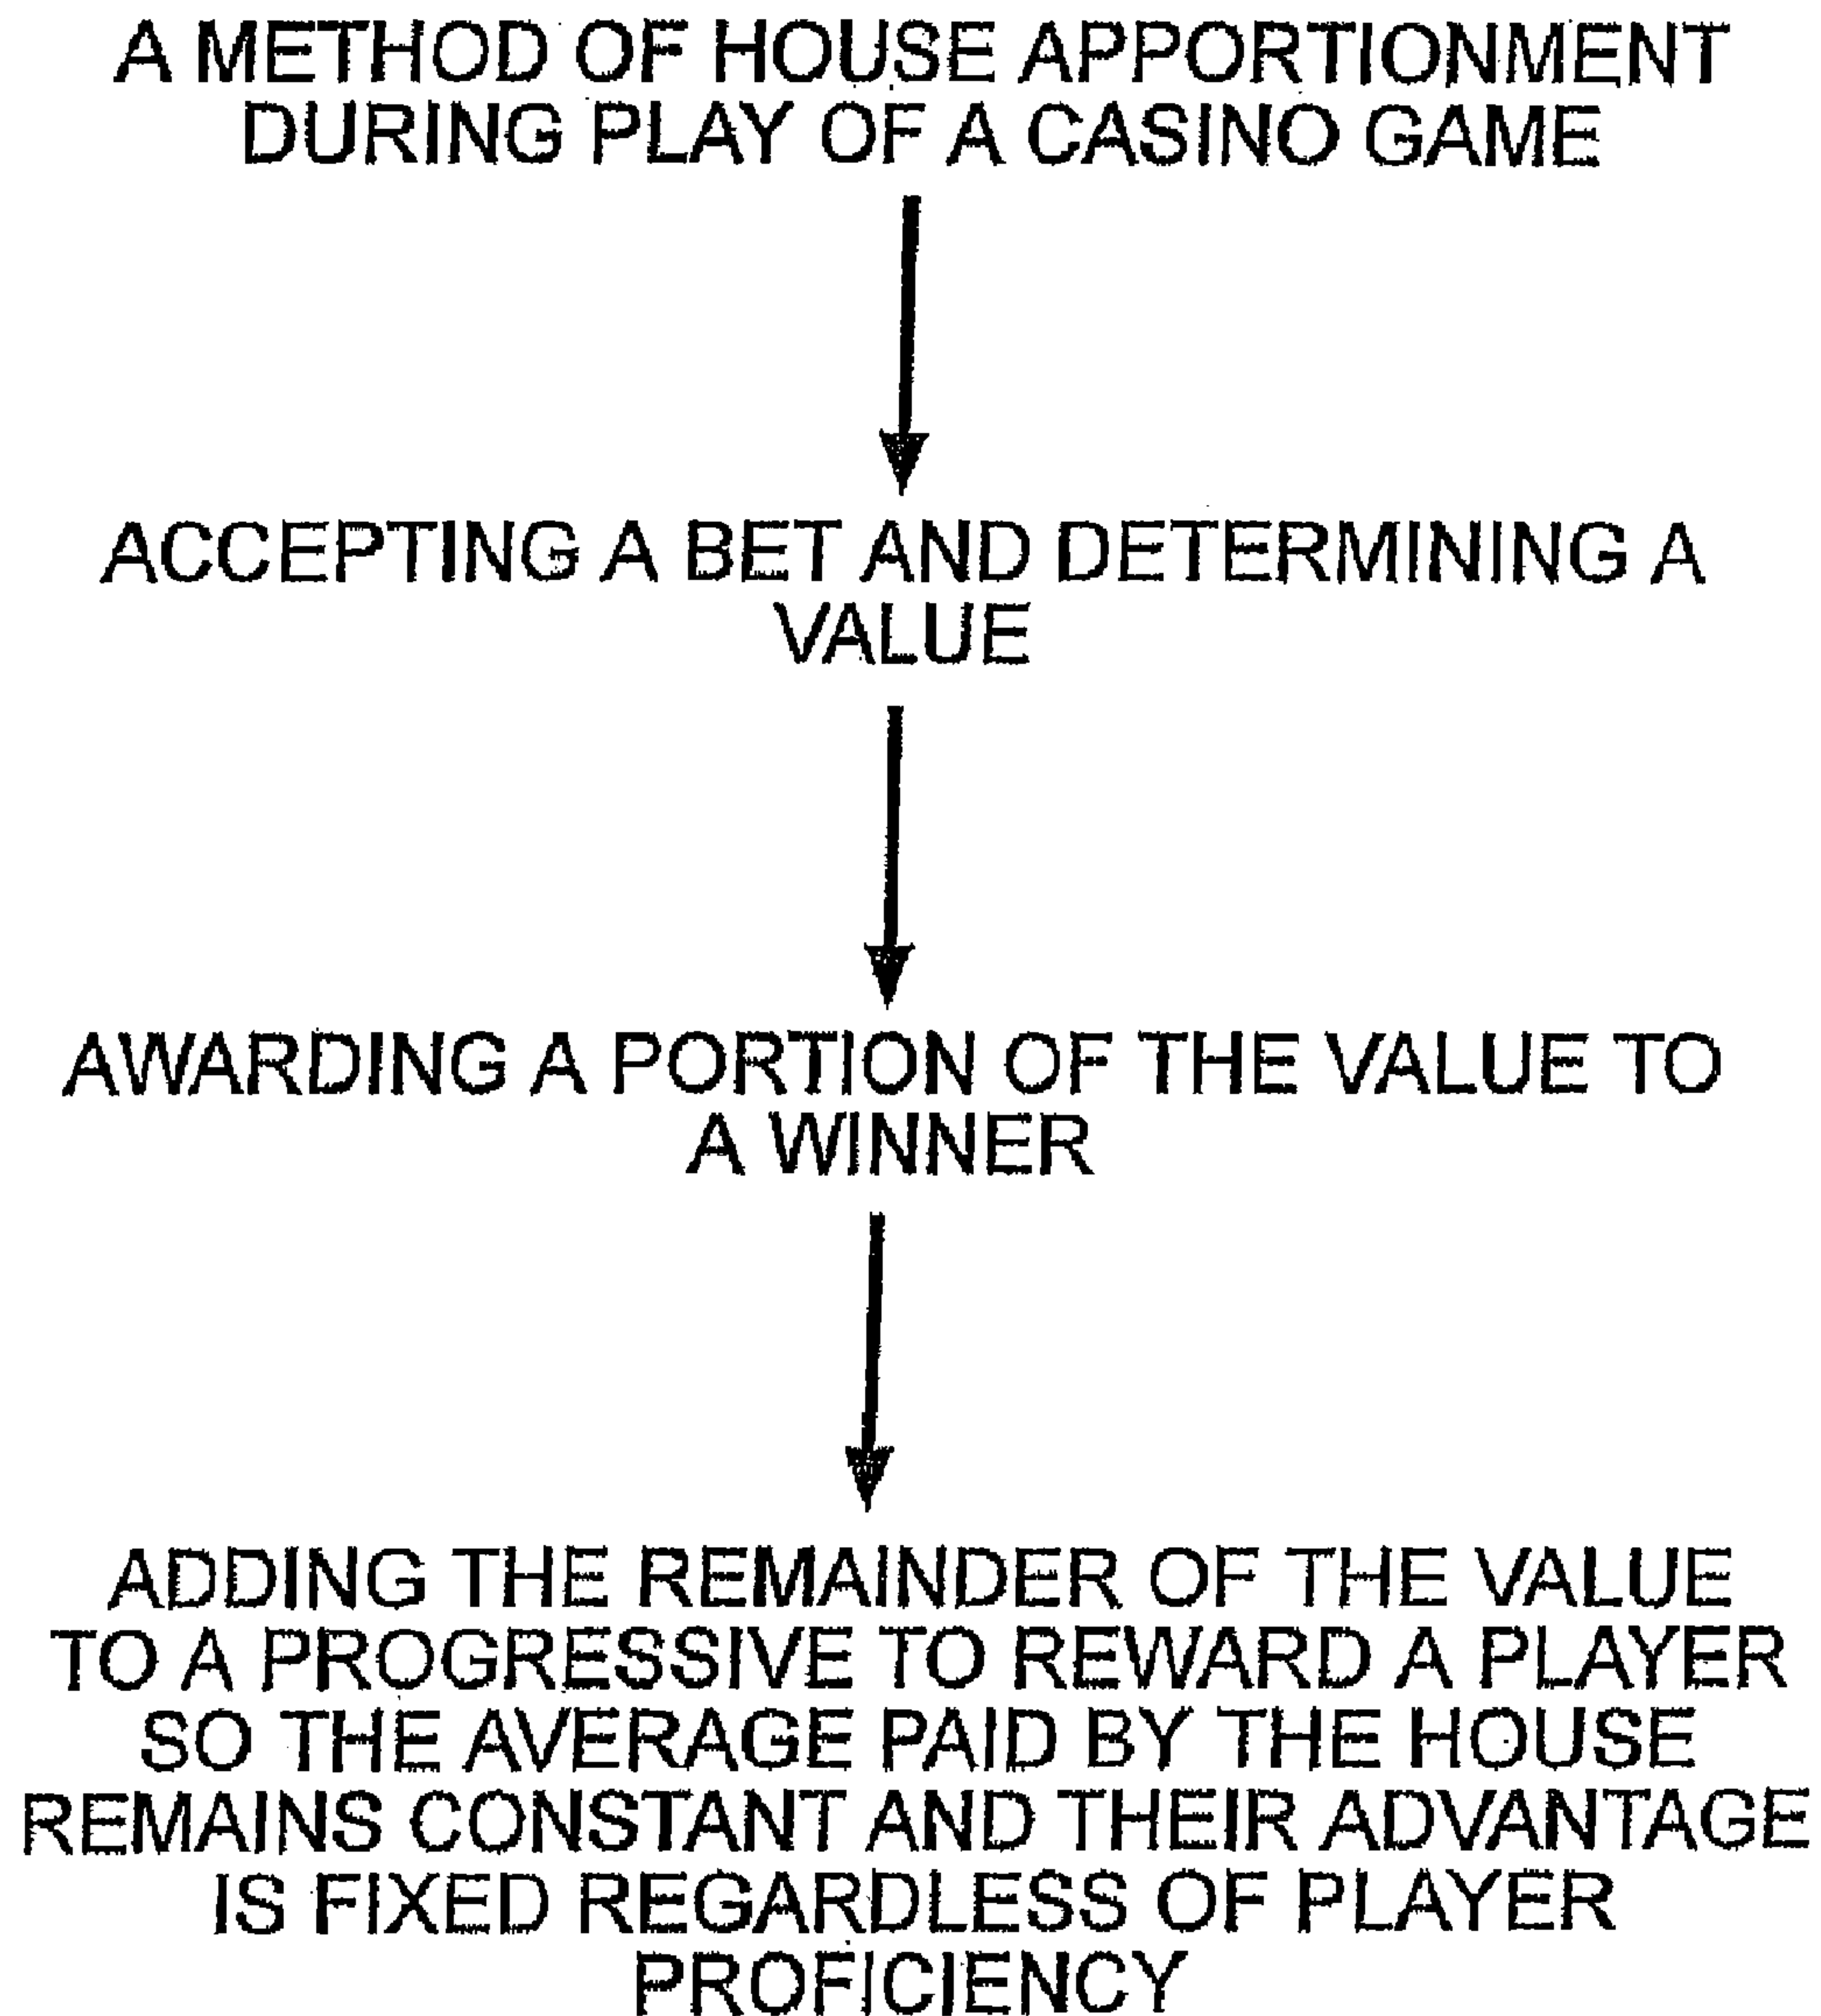 A METHOD OF HOUSE APPORTIONMENT
DURING PLAY OF A CASINO GAME
ACCEPTING A BET AND DETERMINING A
VALUE
AWARDING A PORTION OF THE VALUE TO
A WINNER
ADDING THE REMAINDER OF THE VALUE
TO A PROGRESSIVE TO REWARD A PLAYER
SO THE AVERAGE PAID BY THE HOUSE
REMAINS CONSTANT AND THEIR ADVANTAGE
IS FIXED REGARDLESS OF PLAYER
PROFICIENCY